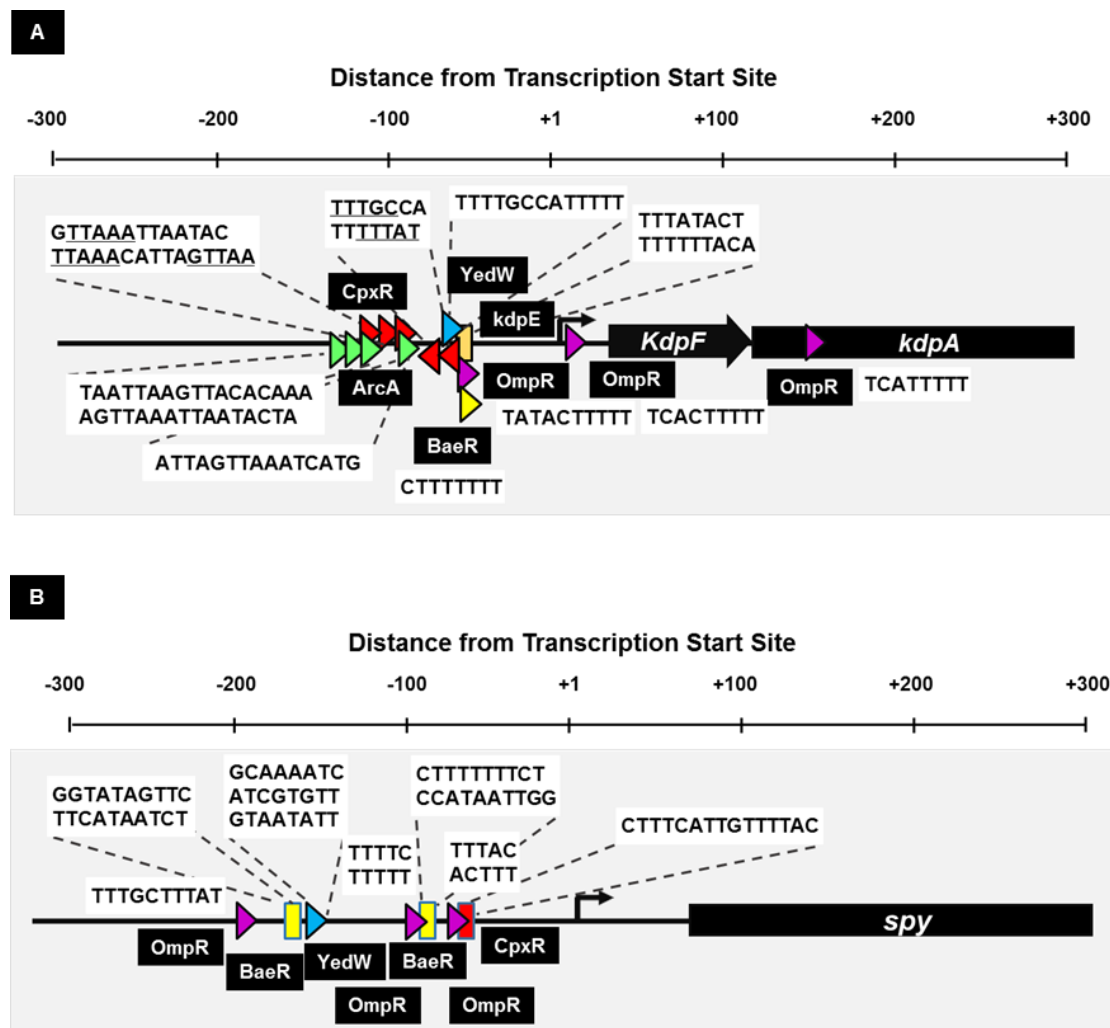 A
Distance from Transcription Start Site
-300 -200 -100 +1 +100 +200 +300
GTTAAATTAATAC
TTAAACATTAGTTAA
TTTGCCA
TTTTTAT
TTTTGCCATTTTT
TTTATACT
TTTTTTACA
CpxR
YedW
kdpE
KdpF
kdpA
TAATTAAGTTACACAAA
AGTTAAATTAATACTA
ArcA
OmpR
OmpR
OmpR
TCATTTTT
TATACTTTTT
TCACTTTTT
BaeR
ATTAGTTAAATCATG
CTTTTTTT
B
Distance from Transcription Start Site
-300 -200 -100 +1 +100 +200 +300
GGTATAGTTC
TTCATAATCT
GCAAAATC
ATCGTGTT
GTAATATT
CTTTTTTTCT
CCATAATTGG
TTTTC
TTTTT
TTTAC
ACTTT
CTTTCATTGTTTTAC
TTTGCTTTAT
spy
OmpR
BaeR
YedW
BaeR
CpxR
OmpR
OmpR